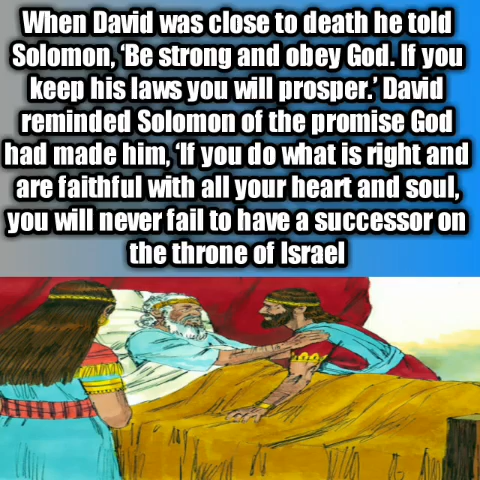 When David was close to death he told
Solomon, ‘Be strong and obey God. If you
keep his laws you will prosper.’ David
reminded Solomon of the promise God
had made him, ‘If you do what is right and
are faithful with all your heart and soul,
you will never fail to have a successor on
the throne of Israel